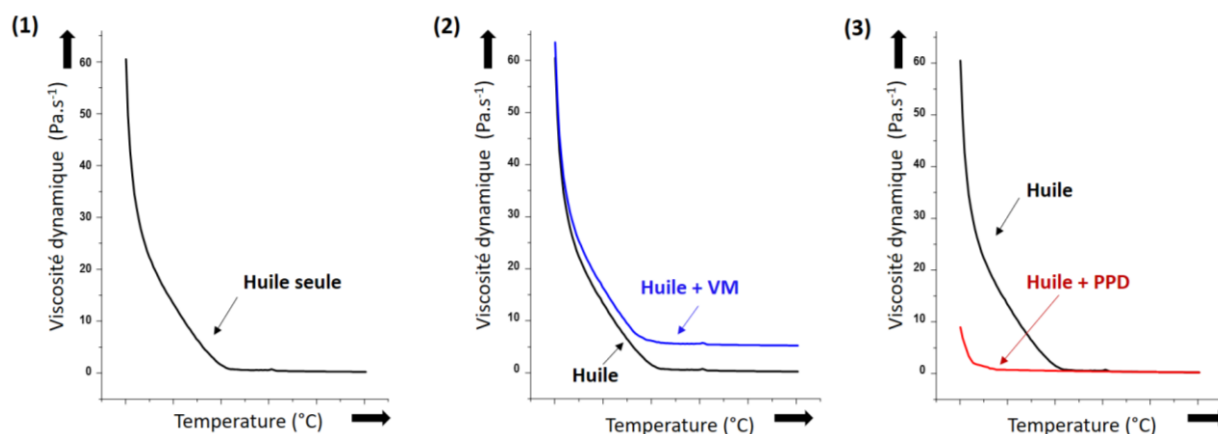 (1)
Viscosité dynamique (Pa.s⁻¹)
60
50
40
30
20
10
0
Huile seule
Temperature (°C)
(2)
Viscosité dynamique (Pa.s⁻¹)
60
50
40
30
20
10
0
Huile + VM
Huile
Temperature (°C)
(3)
Viscosité dynamique (Pa.s⁻¹)
60
50
40
30
20
10
0
Huile
Huile + PPD
Temperature (°C)